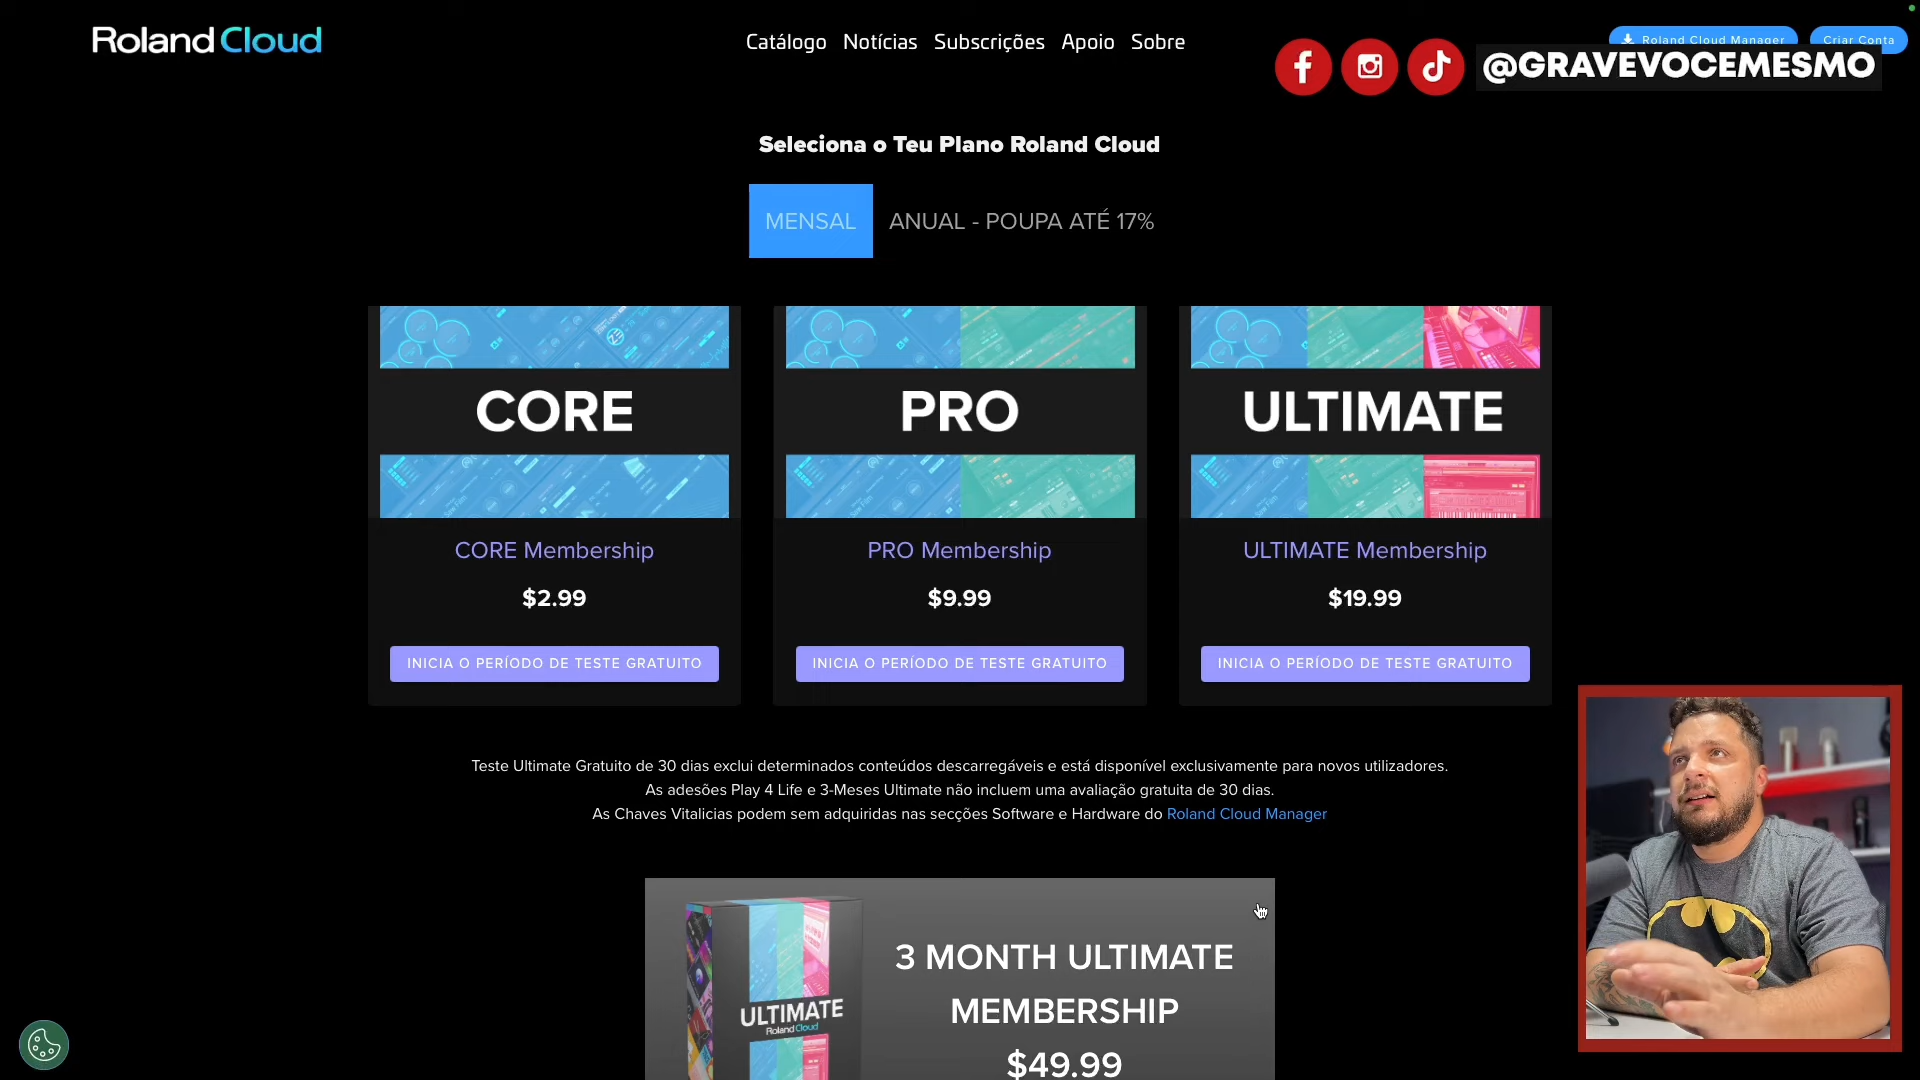 Roland Cloud
Catálogo Notícias Subscrições Apoio Sobre
Roland Cloud Manager
Criar Conta
@GRAVEVOCEMESMO
Seleciona o Teu Plano Roland Cloud
MENSAL
ANUAL - POUPA ATÉ 17%
CORE
PRO
ULTIMATE
CORE Membership
PRO Membership
ULTIMATE Membership
$2.99
$9.99
$19.99
INICIA O PERÍODO DE TESTE GRATUITO
INICIA O PERÍODO DE TESTE GRATUITO
INICIA O PERÍODO DE TESTE GRATUITO
Teste Ultimate Gratuito de 30 dias exclui determinados conteúdos descarregáveis e está disponível exclusivamente para novos utilizadores.
As adesões Play 4 Life e 3-Meses Ultimate não incluem uma avaliação gratuita de 30 dias.
As Chaves Vitalicias podem sem adquiridas nas secções Software e Hardware do Roland Cloud Manager
3 MONTH ULTIMATE
MEMBERSHIP
$49.99
ULTIMATE
Roland Cloud